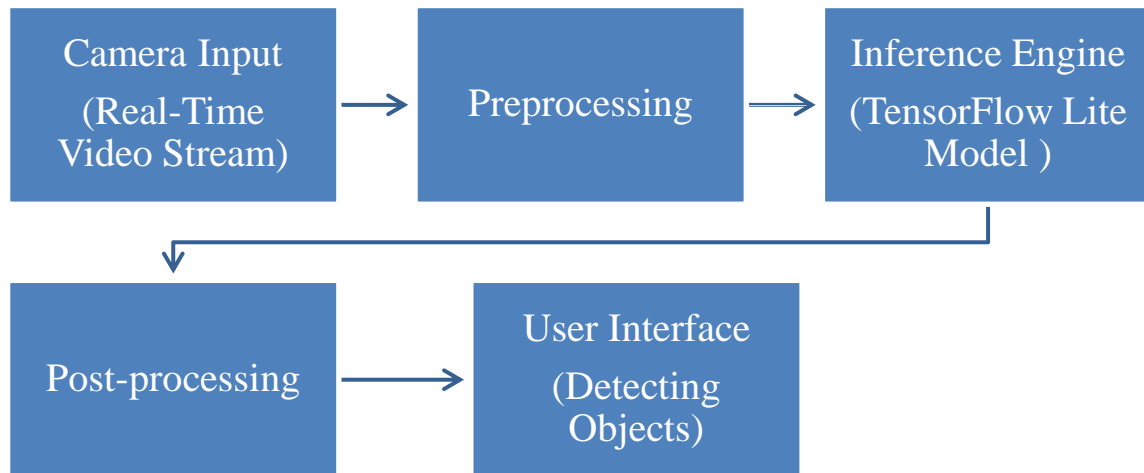 Camera Input
(Real-Time
Video Stream)
Preprocessing
Inference Engine
(TensorFlow Lite
Model )
Post-processing
User Interface
(Detecting
Objects)